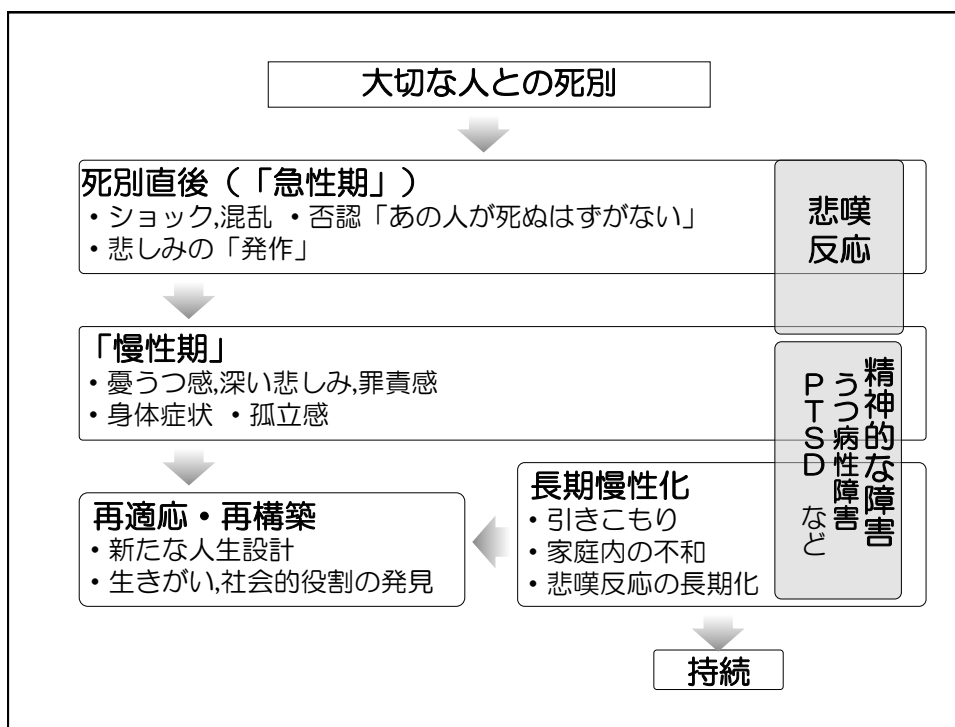 大切な人との死別
死別直後（「急性期」）
・ショック,混乱 ・否認「あの人が死ぬはずがない」
・悲しみの「発作」
悲嘆
反応
「慢性期」
・憂うつ感,深い悲しみ,罪責感
・身体症状 ・孤立感
精神的な障害
うつ病性障害
ＰＴＳＤ など
再適応・再構築
・新たな人生設計
・生きがい,社会的役割の発見
長期慢性化
・引きこもり
・家庭内の不和
・悲嘆反応の長期化
持続